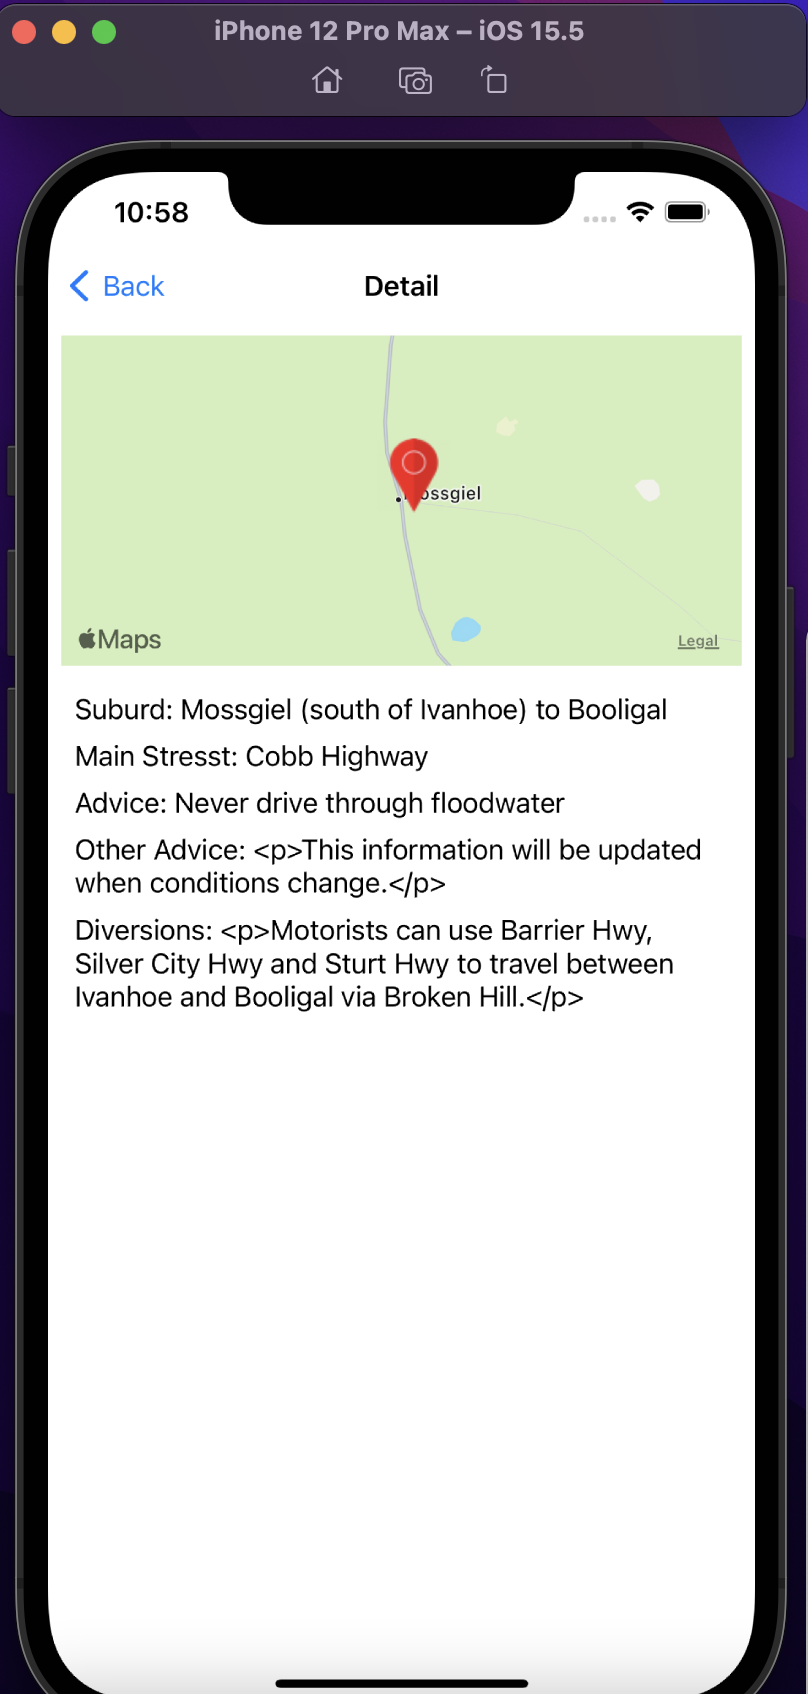 iPhone 12 Pro Max – iOS 15.5
10:58
Back
Detail
Mossgiel
Maps
Legal
Suburd: Mossgiel (south of Ivanhoe) to Booligal
Main Stresst: Cobb Highway
Advice: Never drive through floodwater
Other Advice: <p>This information will be updated
when conditions change.</p>
Diversions: <p>Motorists can use Barrier Hwy,
Silver City Hwy and Sturt Hwy to travel between
Ivanhoe and Booligal via Broken Hill.</p>